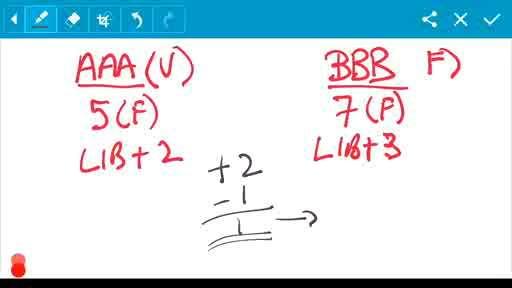 AAA (V)
5 (F)
LIB + 2
BBB F)
7 (F)
LIB + 3
+ 2
- 1
1 →